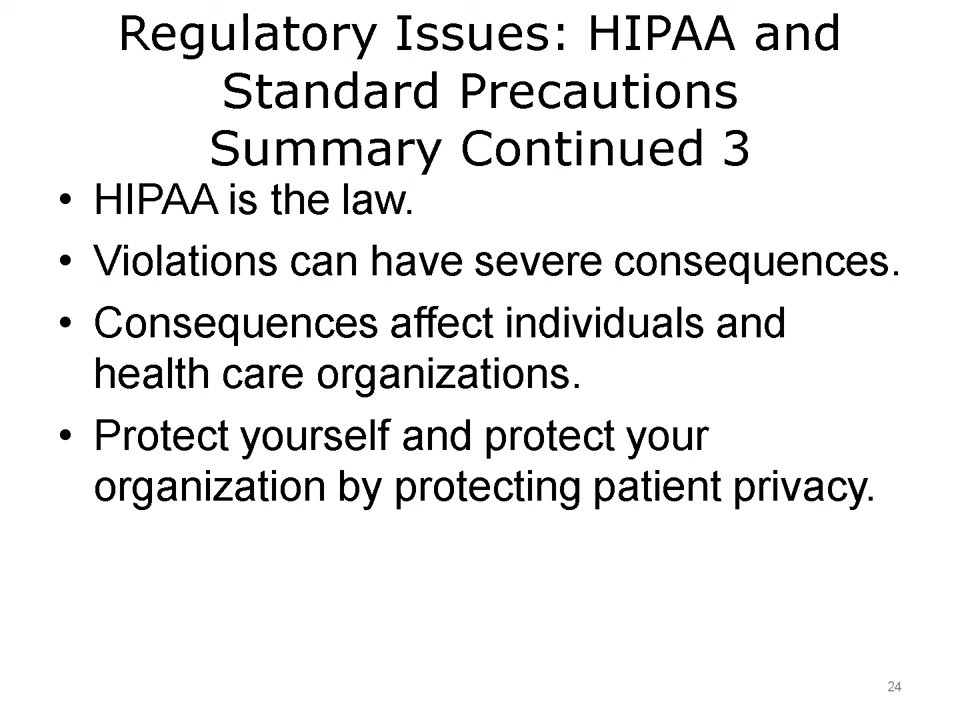 Regulatory Issues: HIPAA and
Standard Precautions
Summary Continued 3
• HIPAA is the law.
• Violations can have severe consequences.
• Consequences affect individuals and
health care organizations.
• Protect yourself and protect your
organization by protecting patient privacy.
24